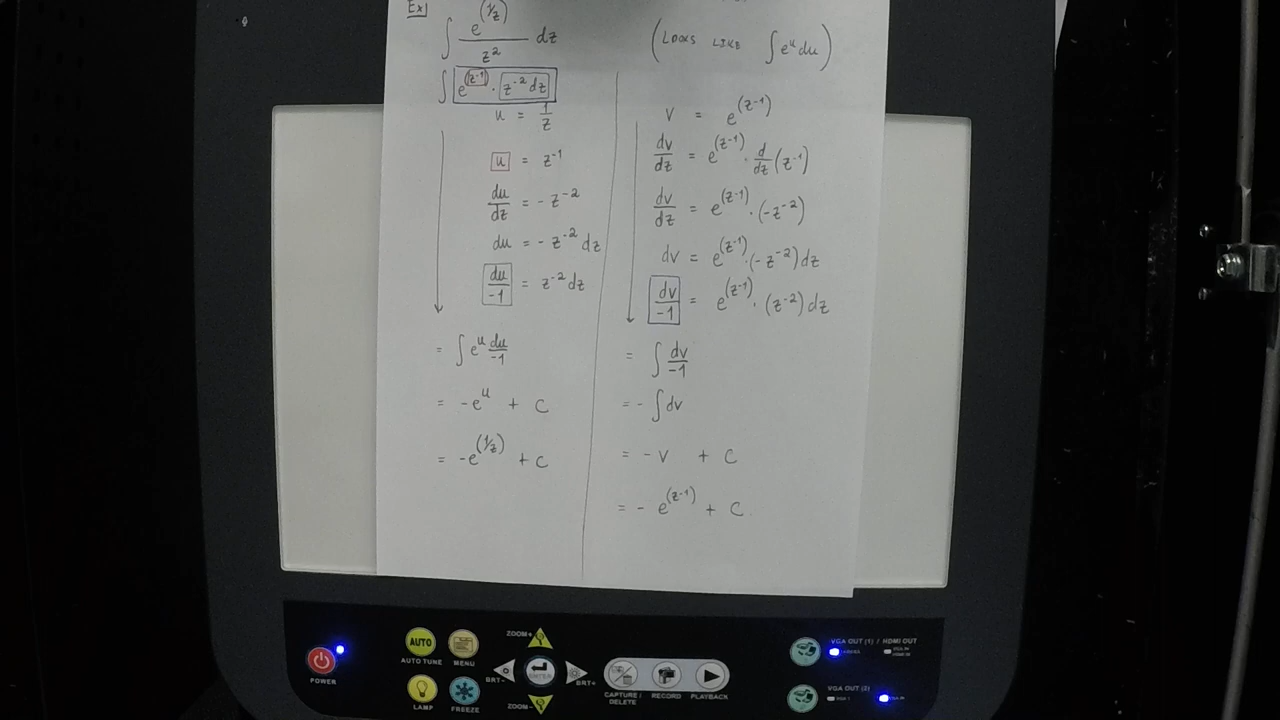 Ex]
∫ e^(1/z) / z² dz
(LOOKS LIKE ∫e^u du)
∫ e^(z⁻¹) · z⁻² dz
u = 1/z
u = z⁻¹
du/dz = - z⁻²
du = - z⁻² dz
du/-1 = z⁻² dz
= ∫ e^u du/-1
= -e^u + C
= -e^(1/z) + C
v = e^(z⁻¹)
dv/dz = e^(z⁻¹) · d/dz (z⁻¹)
dv/dz = e^(z⁻¹) · (-z⁻²)
dv = e^(z⁻¹) · (-z⁻²) dz
dv/-1 = e^(z⁻¹) · (z⁻²) dz
= ∫ dv/-1
= - ∫ dv
= - v + C
= - e^(z⁻¹) + C.
POWER
AUTO
AUTO TUNE
MENU
LAMP
FREEZE
ZOOM+
BRT-
ENTER
BRT+
ZOOM-
CAPTURE / DELETE
RECORD
PLAYBACK
VGA OUT (1) / HDMI OUT
VGA OUT (2)